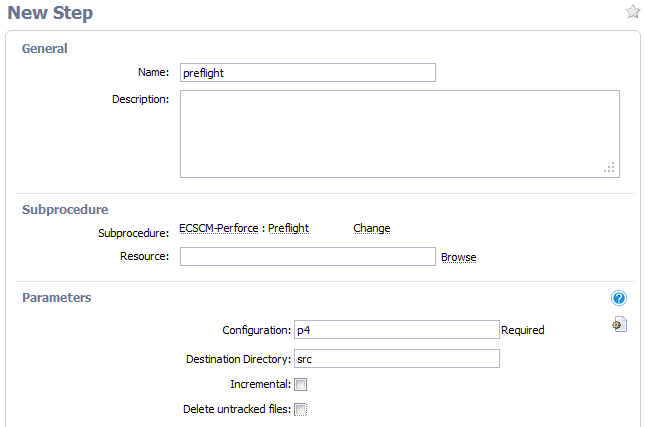 New Step
General
Name: preflight
Description:
Subprocedure
Subprocedure: ECSCM-Perforce : Preflight Change
Resource: Browse
Parameters
Configuration: p4 Required
Destination Directory: src
Incremental:
Delete untracked files: